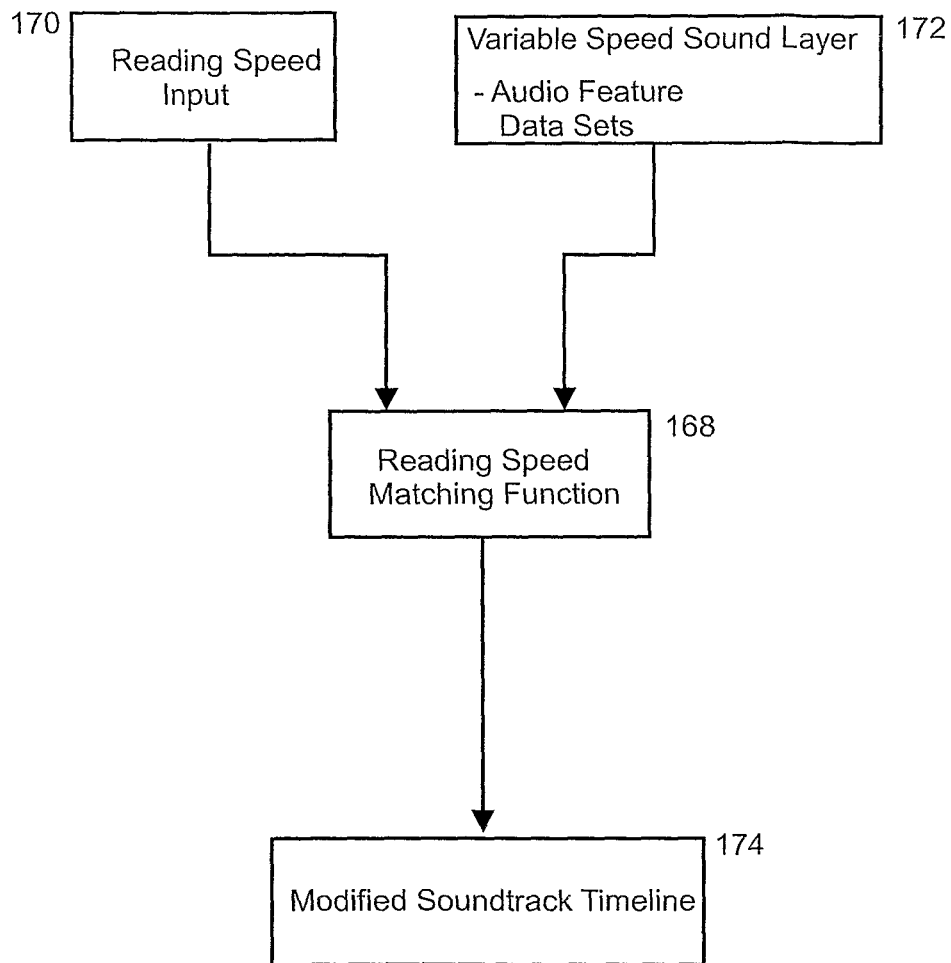 170
Reading Speed
Input
Variable Speed Sound Layer
- Audio Feature
Data Sets
172
168
Reading Speed
Matching Function
174
Modified Soundtrack Timeline